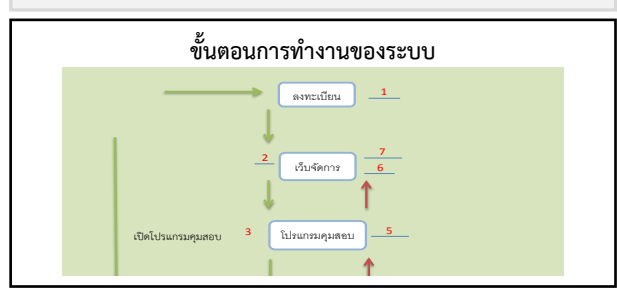 ขั้นตอนการทำงานของระบบ
ลงทะเบียน 1
7
2 เว็บจัดการ 6
เปิดโปรแกรมคุมสอบ 3 โปรแกรมคุมสอบ 5